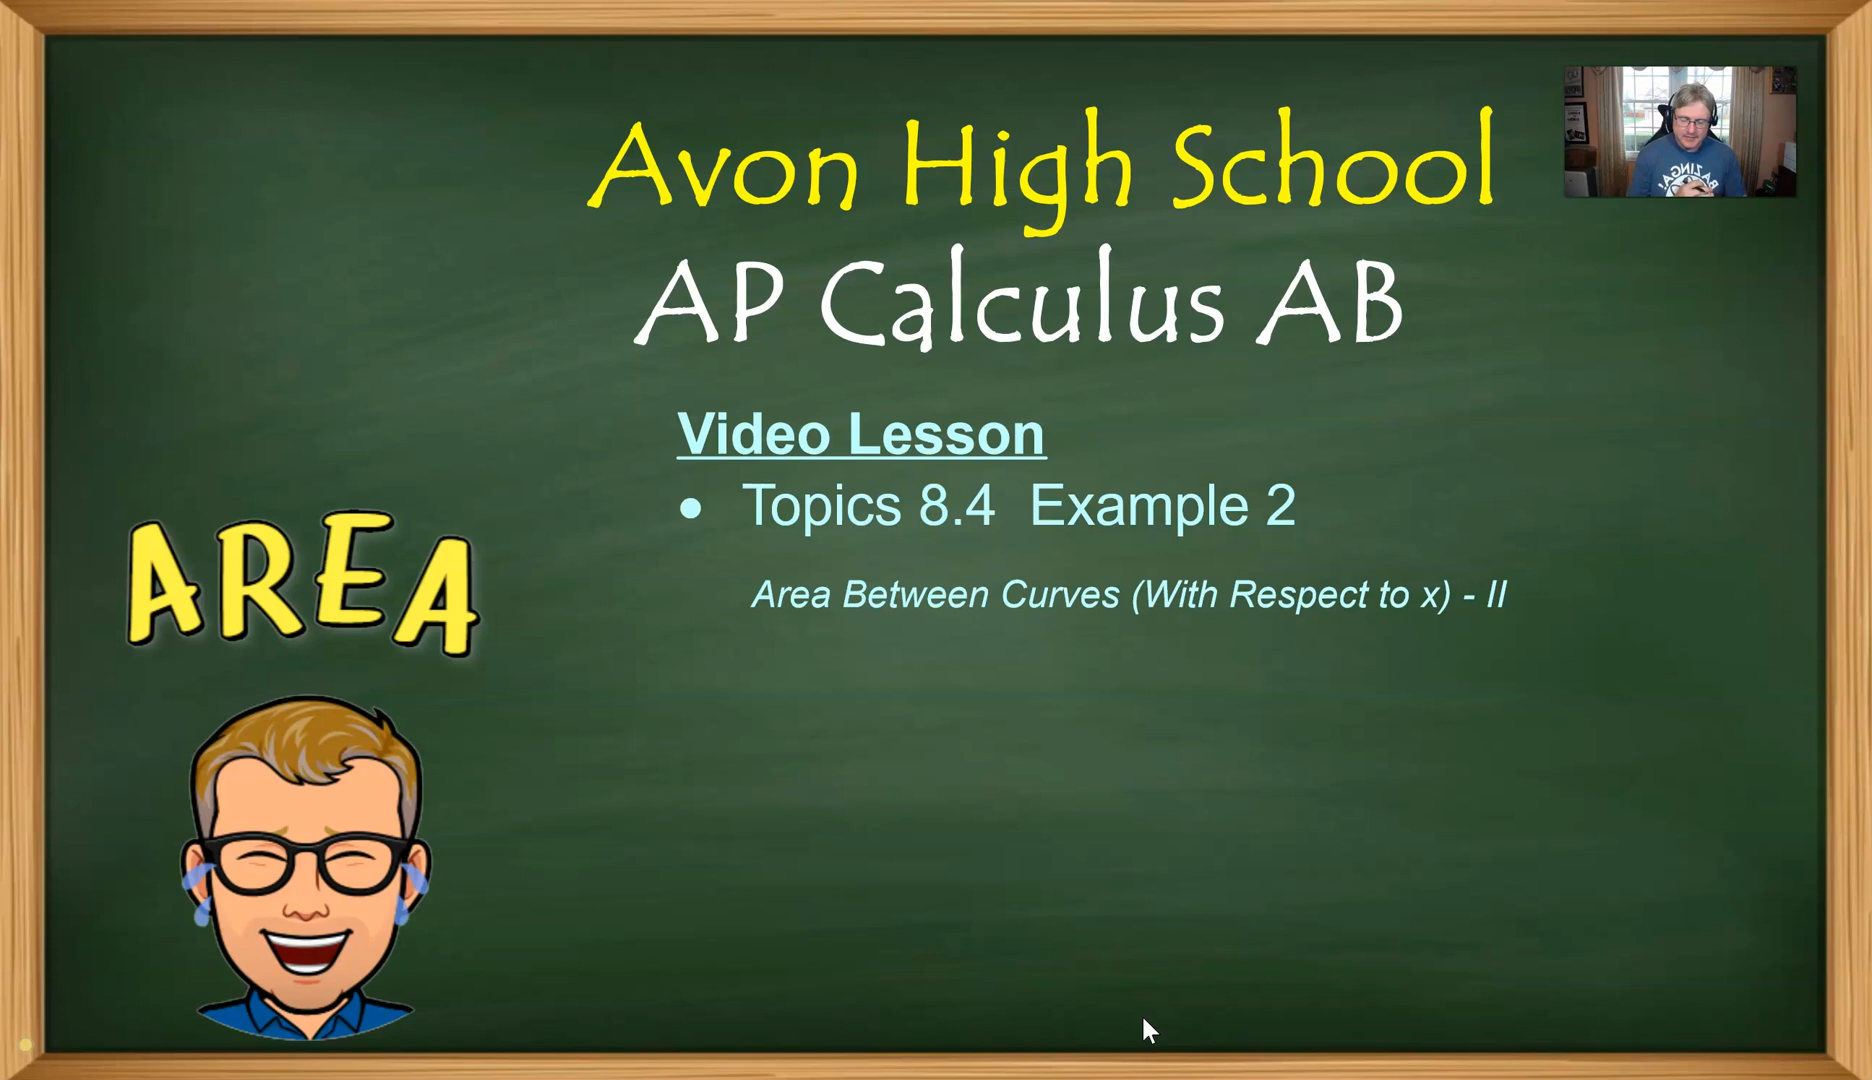 Avon High School
AP Calculus AB
Video Lesson
• Topics 8.4 Example 2
Area Between Curves (With Respect to x) - II
AREA
BAZINGA!